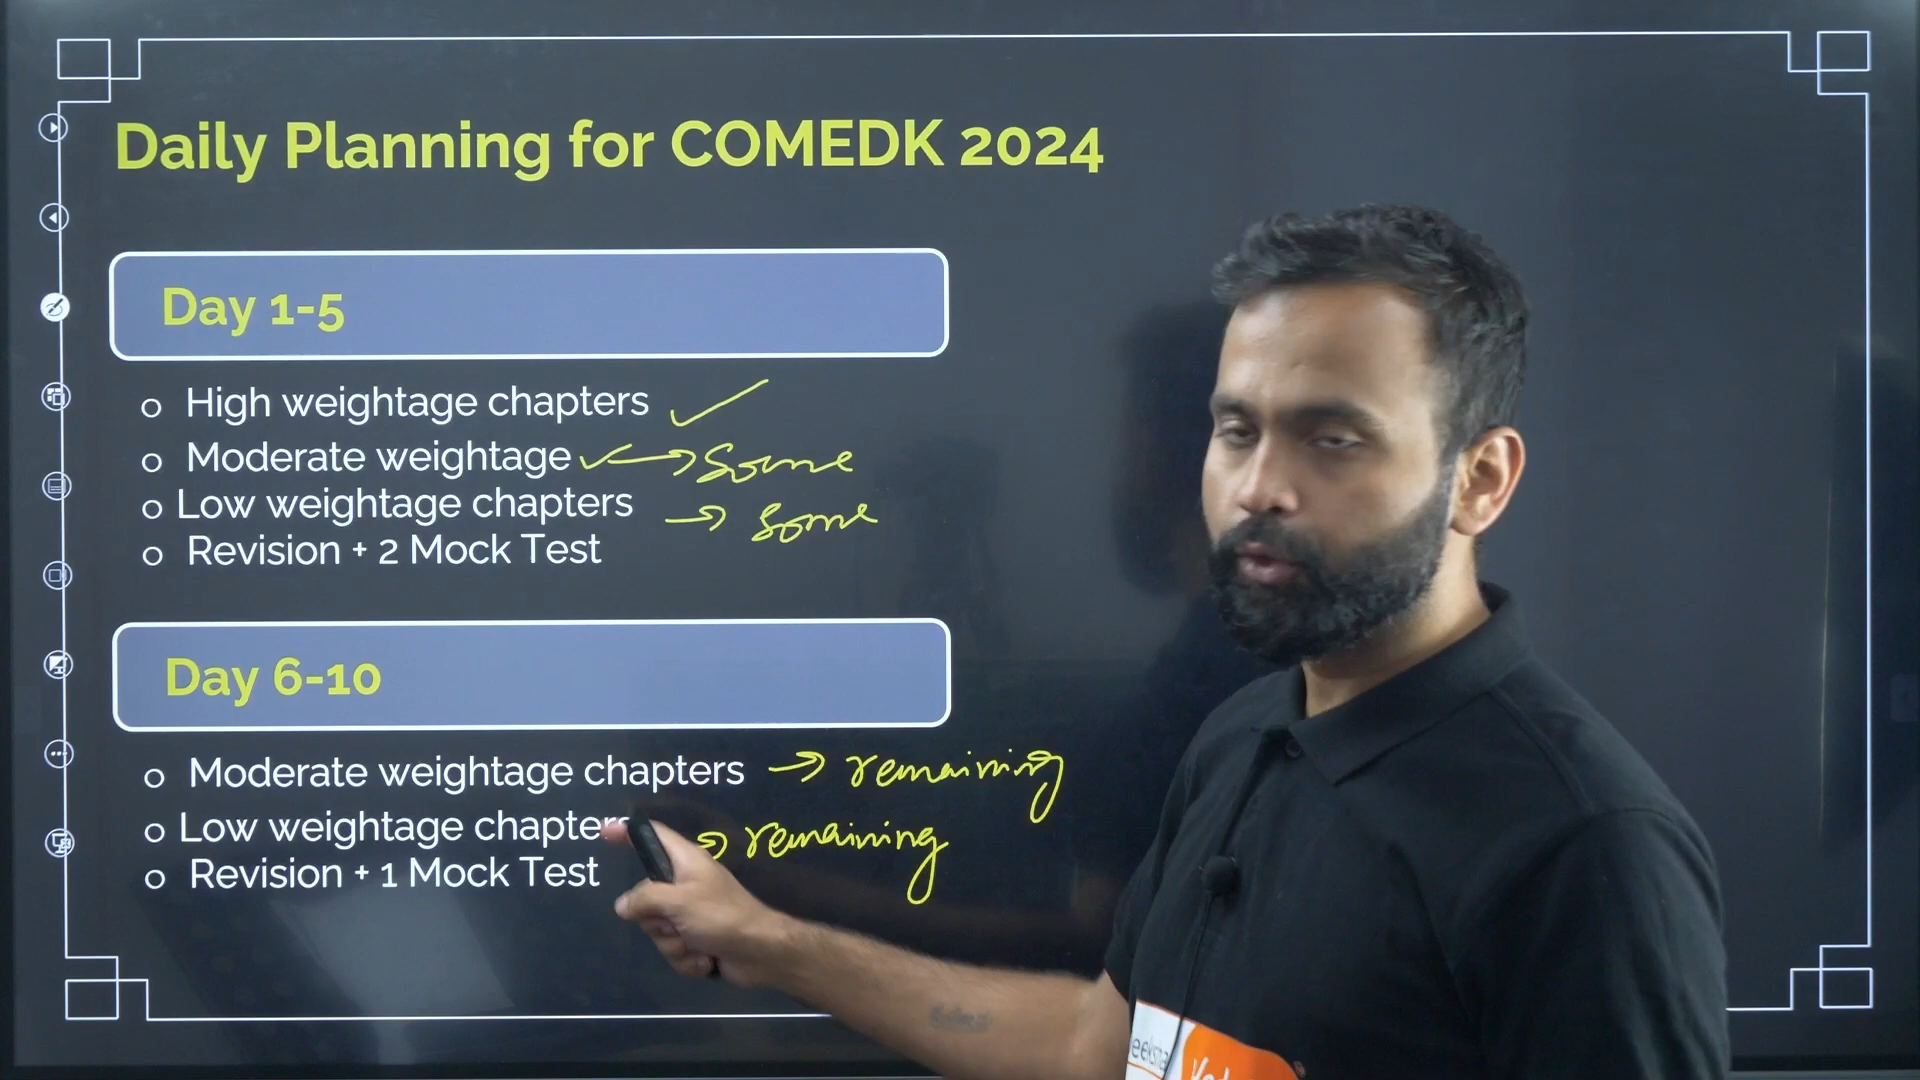 Daily Planning for COMEDK 2024
Day 1-5
High weightage chapters
Moderate weightage → Some
Low weightage chapters → Some
Revision + 2 Mock Test
Day 6-10
Moderate weightage chapters → remaining
Low weightage chapters → remaining
Revision + 1 Mock Test